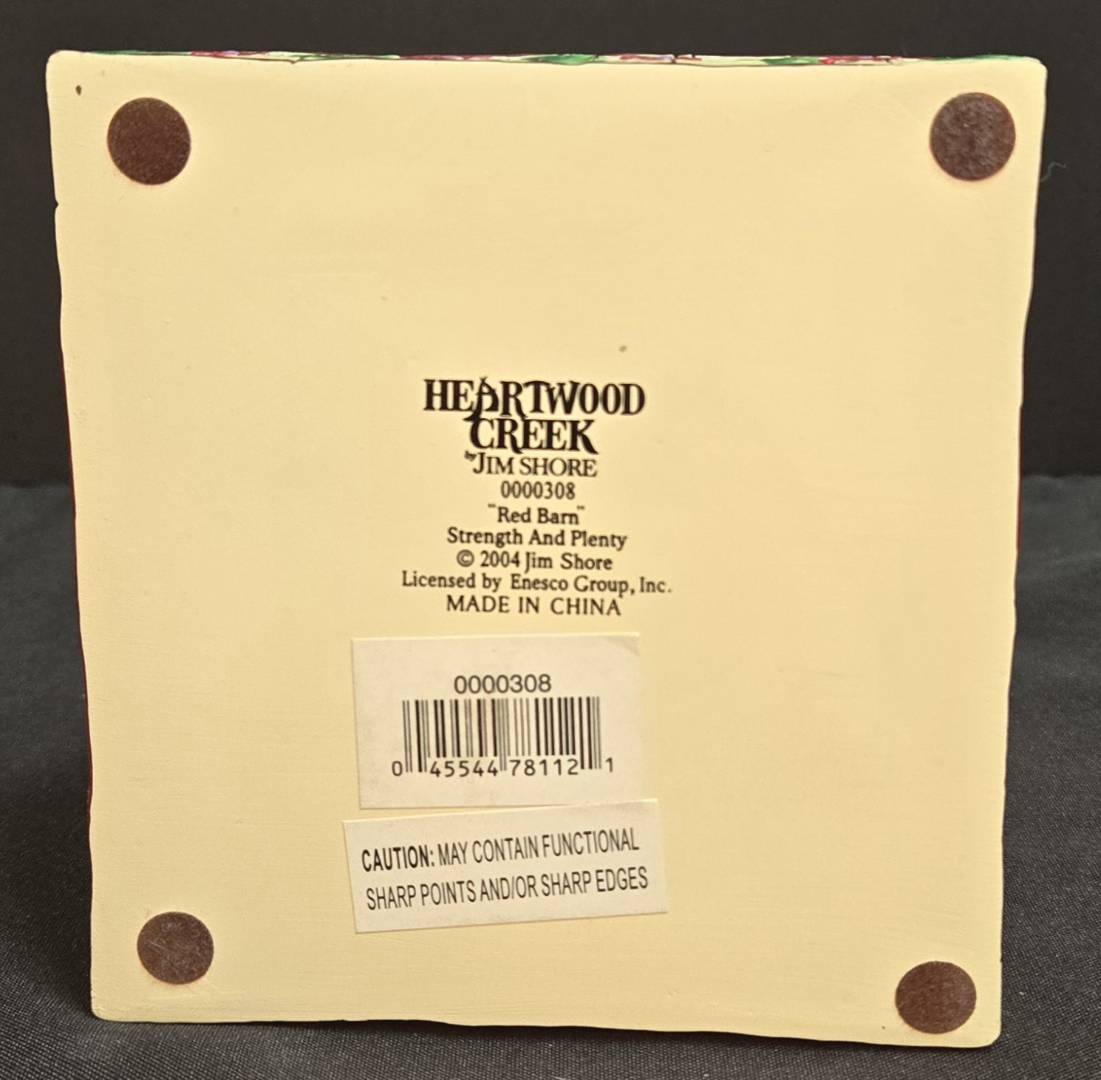 HEARTWOOD
CREEK
by JIM SHORE
0000308
"Red Barn"
Strength And Plenty
© 2004 Jim Shore
Licensed by Enesco Group, Inc.
MADE IN CHINA
0000308
0 45544 78112 1
CAUTION: MAY CONTAIN FUNCTIONAL
SHARP POINTS AND/OR SHARP EDGES